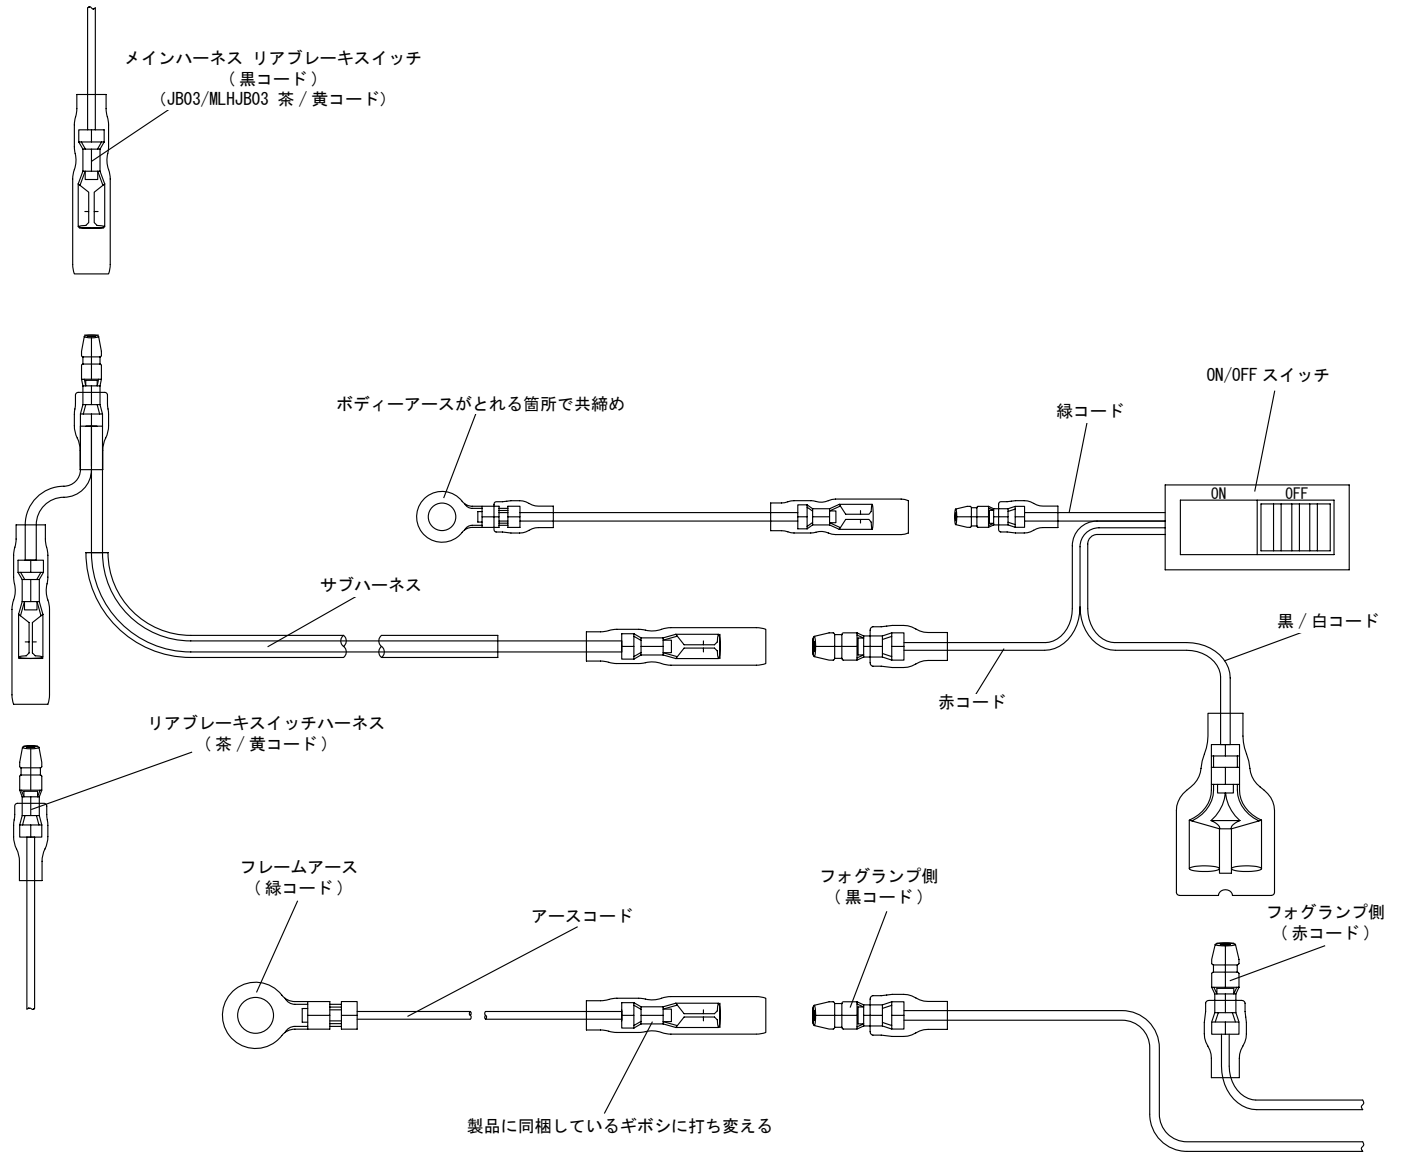 メインハーネス リアブレーキスイッチ
(黒コード)
(JB03/MLHJB03 茶/黄コード)
ON/OFF スイッチ
ボディーアースがとれる箇所で共締め
緑コード
ON OFF
サブハーネス
黒/白コード
赤コード
リアブレーキスイッチハーネス
(茶/黄コード)
フレームアース
(緑コード)
フォグランプ側
(黒コード)
アースコード
フォグランプ側
(赤コード)
製品に同梱しているギボシに打ち変える